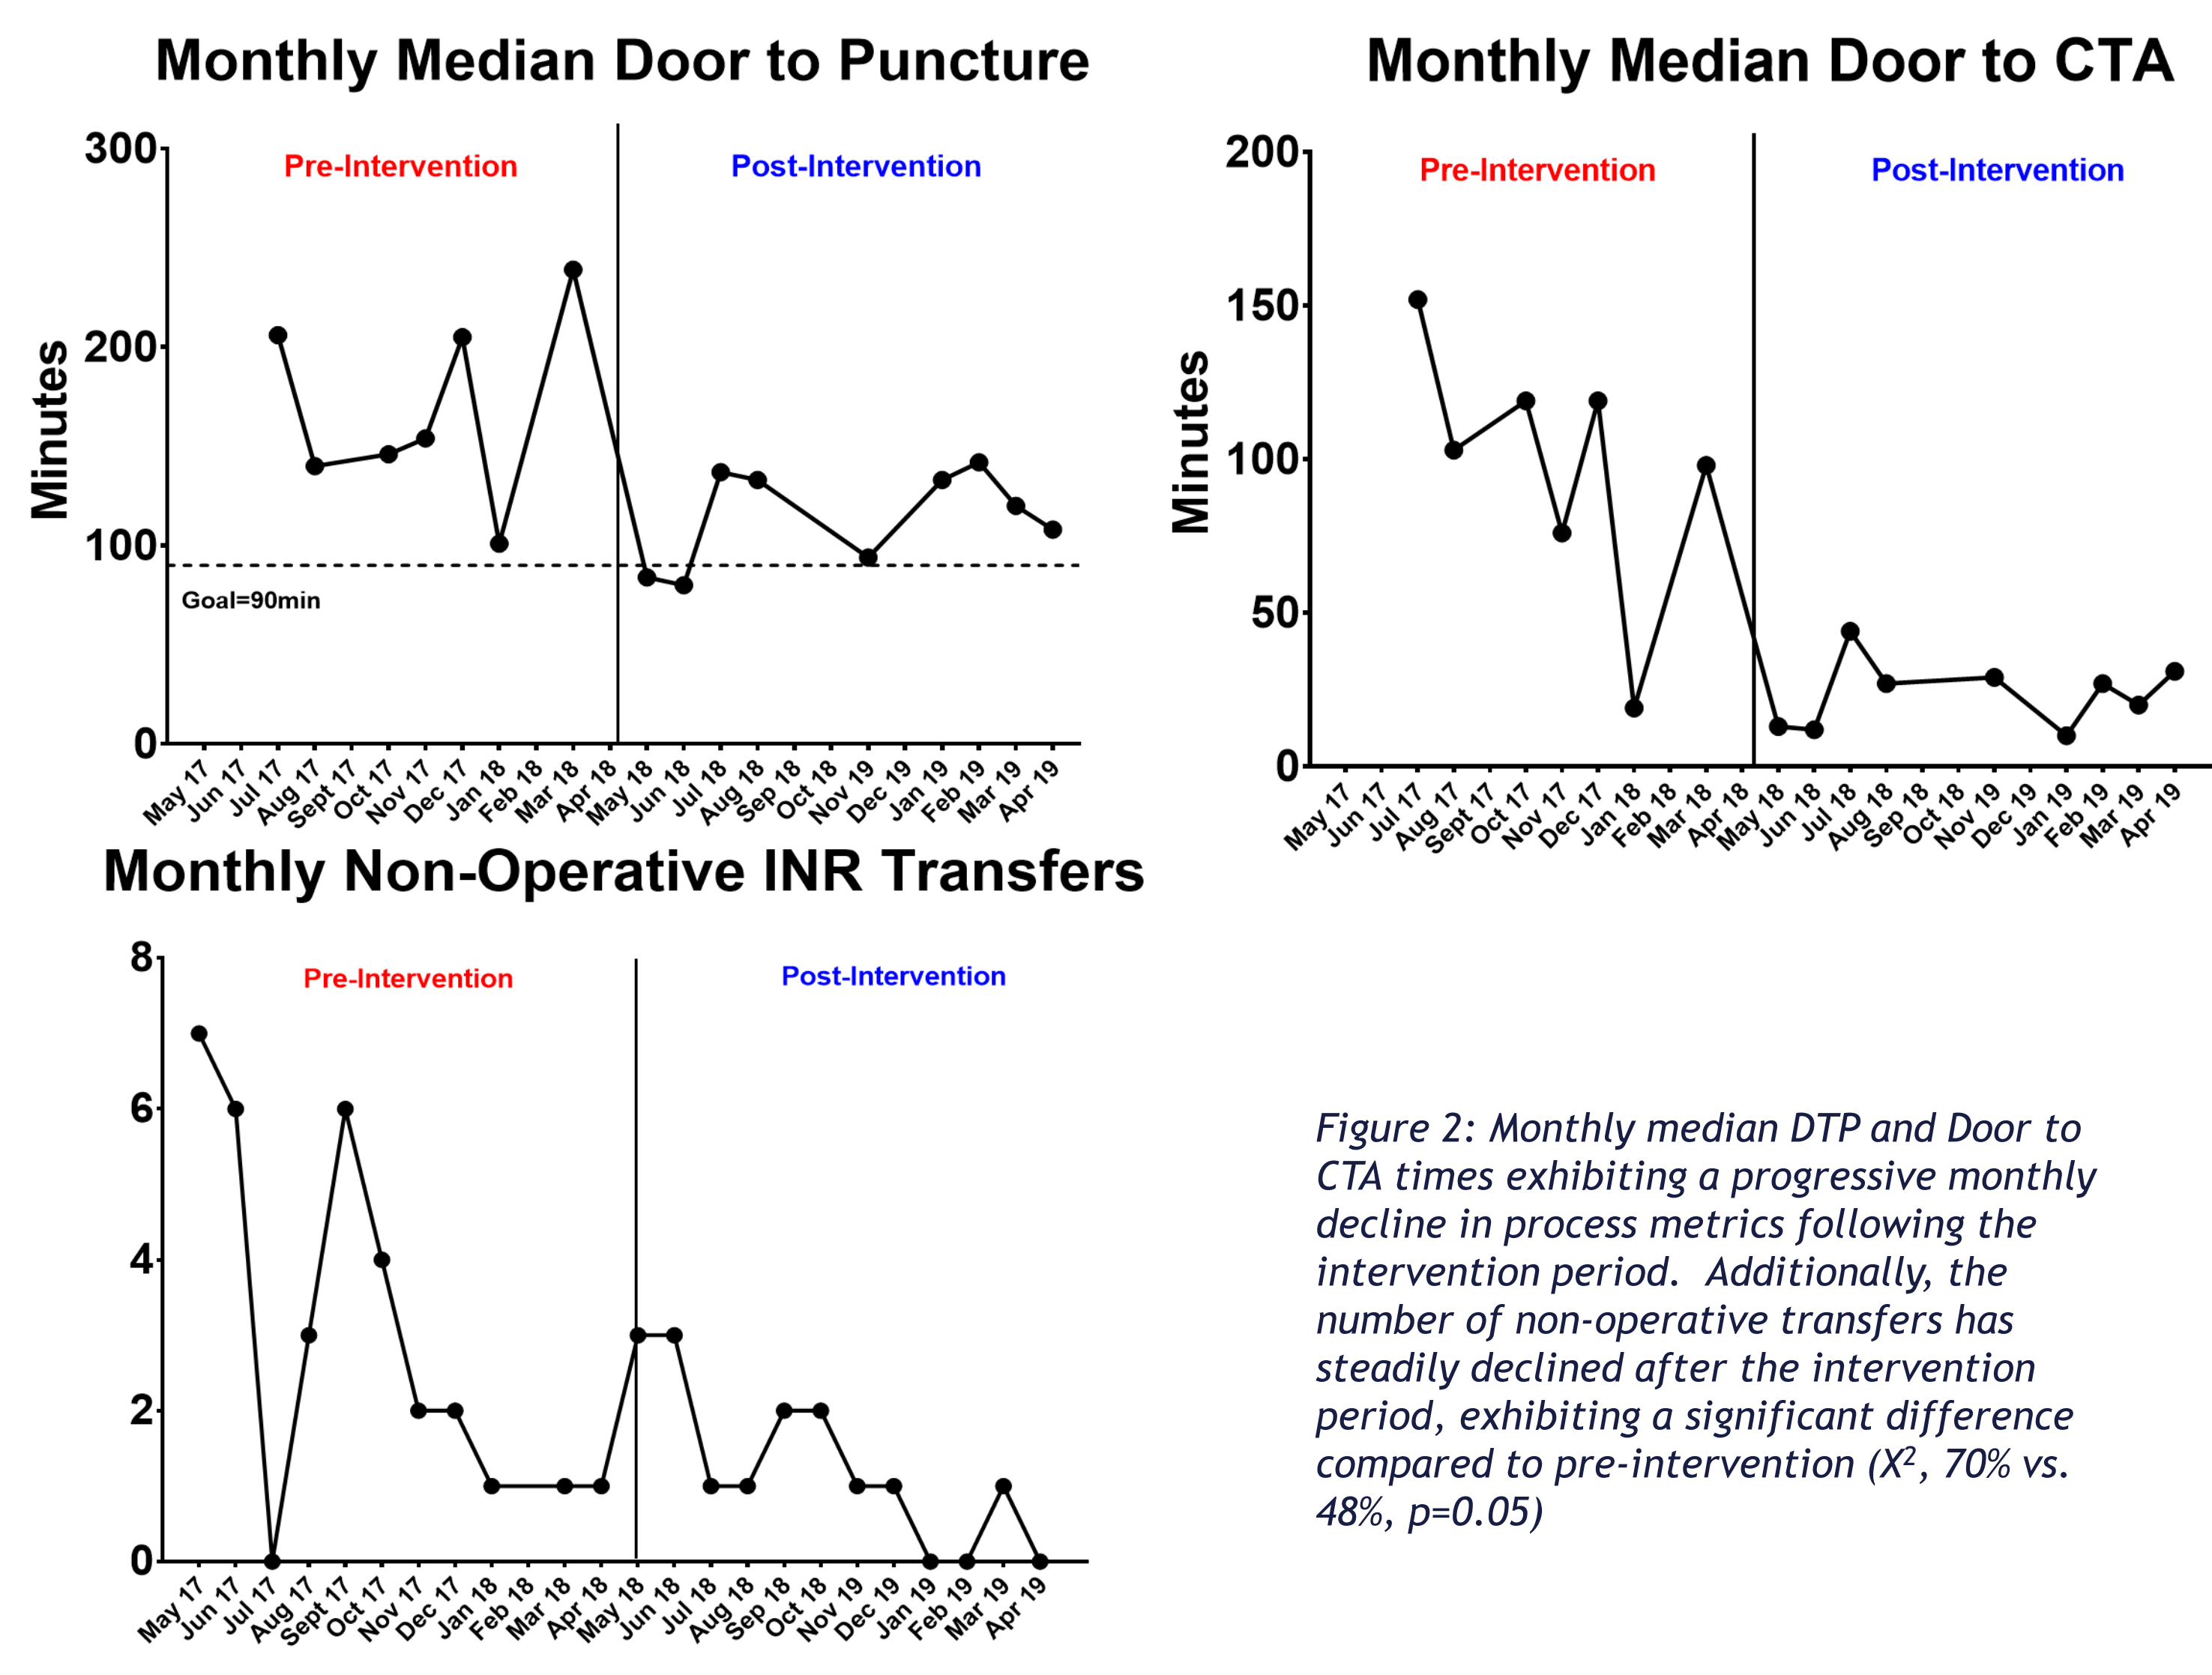 Monthly Median Door to Puncture
300
200
100
0
Minutes
Pre-Intervention
Post-Intervention
Goal=90min
May 17
Jun 17
Jul 17
Aug 17
Sept 17
Oct 17
Nov 17
Dec 17
Jan 18
Feb 18
Mar 18
Apr 18
May 18
Jun 18
Jul 18
Aug 18
Sep 18
Oct 18
Nov 19
Dec 19
Jan 19
Feb 19
Mar 19
Apr 19
Monthly Median Door to CTA
200
150
100
50
0
Minutes
Pre-Intervention
Post-Intervention
May 17
Jun 17
Jul 17
Aug 17
Sept 17
Oct 17
Nov 17
Dec 17
Jan 18
Feb 18
Mar 18
Apr 18
May 18
Jun 18
Jul 18
Aug 18
Sep 18
Oct 18
Nov 19
Dec 19
Jan 19
Feb 19
Mar 19
Apr 19
Monthly Non-Operative INR Transfers
8
6
4
2
0
Pre-Intervention
Post-Intervention
May 17
Jun 17
Jul 17
Aug 17
Sept 17
Oct 17
Nov 17
Dec 17
Jan 18
Feb 18
Mar 18
Apr 18
May 18
Jun 18
Jul 18
Aug 18
Sep 18
Oct 18
Nov 19
Dec 19
Jan 19
Feb 19
Mar 19
Apr 19
Figure 2: Monthly median DTP and Door to
CTA times exhibiting a progressive monthly
decline in process metrics following the
intervention period.  Additionally, the
number of non-operative transfers has
steadily declined after the intervention
period, exhibiting a significant difference
compared to pre-intervention (X², 70% vs.
48%, p=0.05)